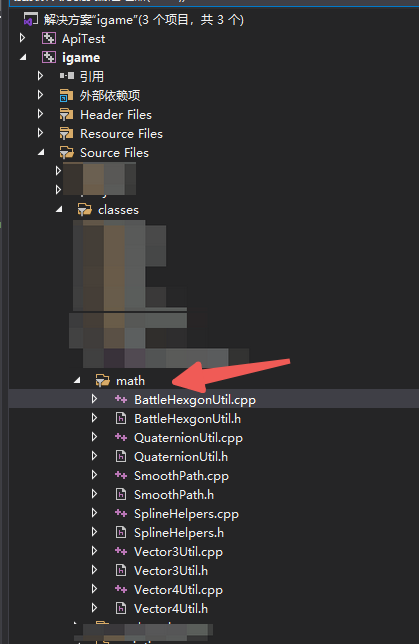 解决方案"igame"(3 个项目，共 3 个)
ApiTest
igame
引用
外部依赖项
Header Files
Resource Files
Source Files
classes
math
BattleHexgonUtil.cpp
BattleHexgonUtil.h
QuaternionUtil.cpp
QuaternionUtil.h
SmoothPath.cpp
SmoothPath.h
SplineHelpers.cpp
SplineHelpers.h
Vector3Util.cpp
Vector3Util.h
Vector4Util.cpp
Vector4Util.h